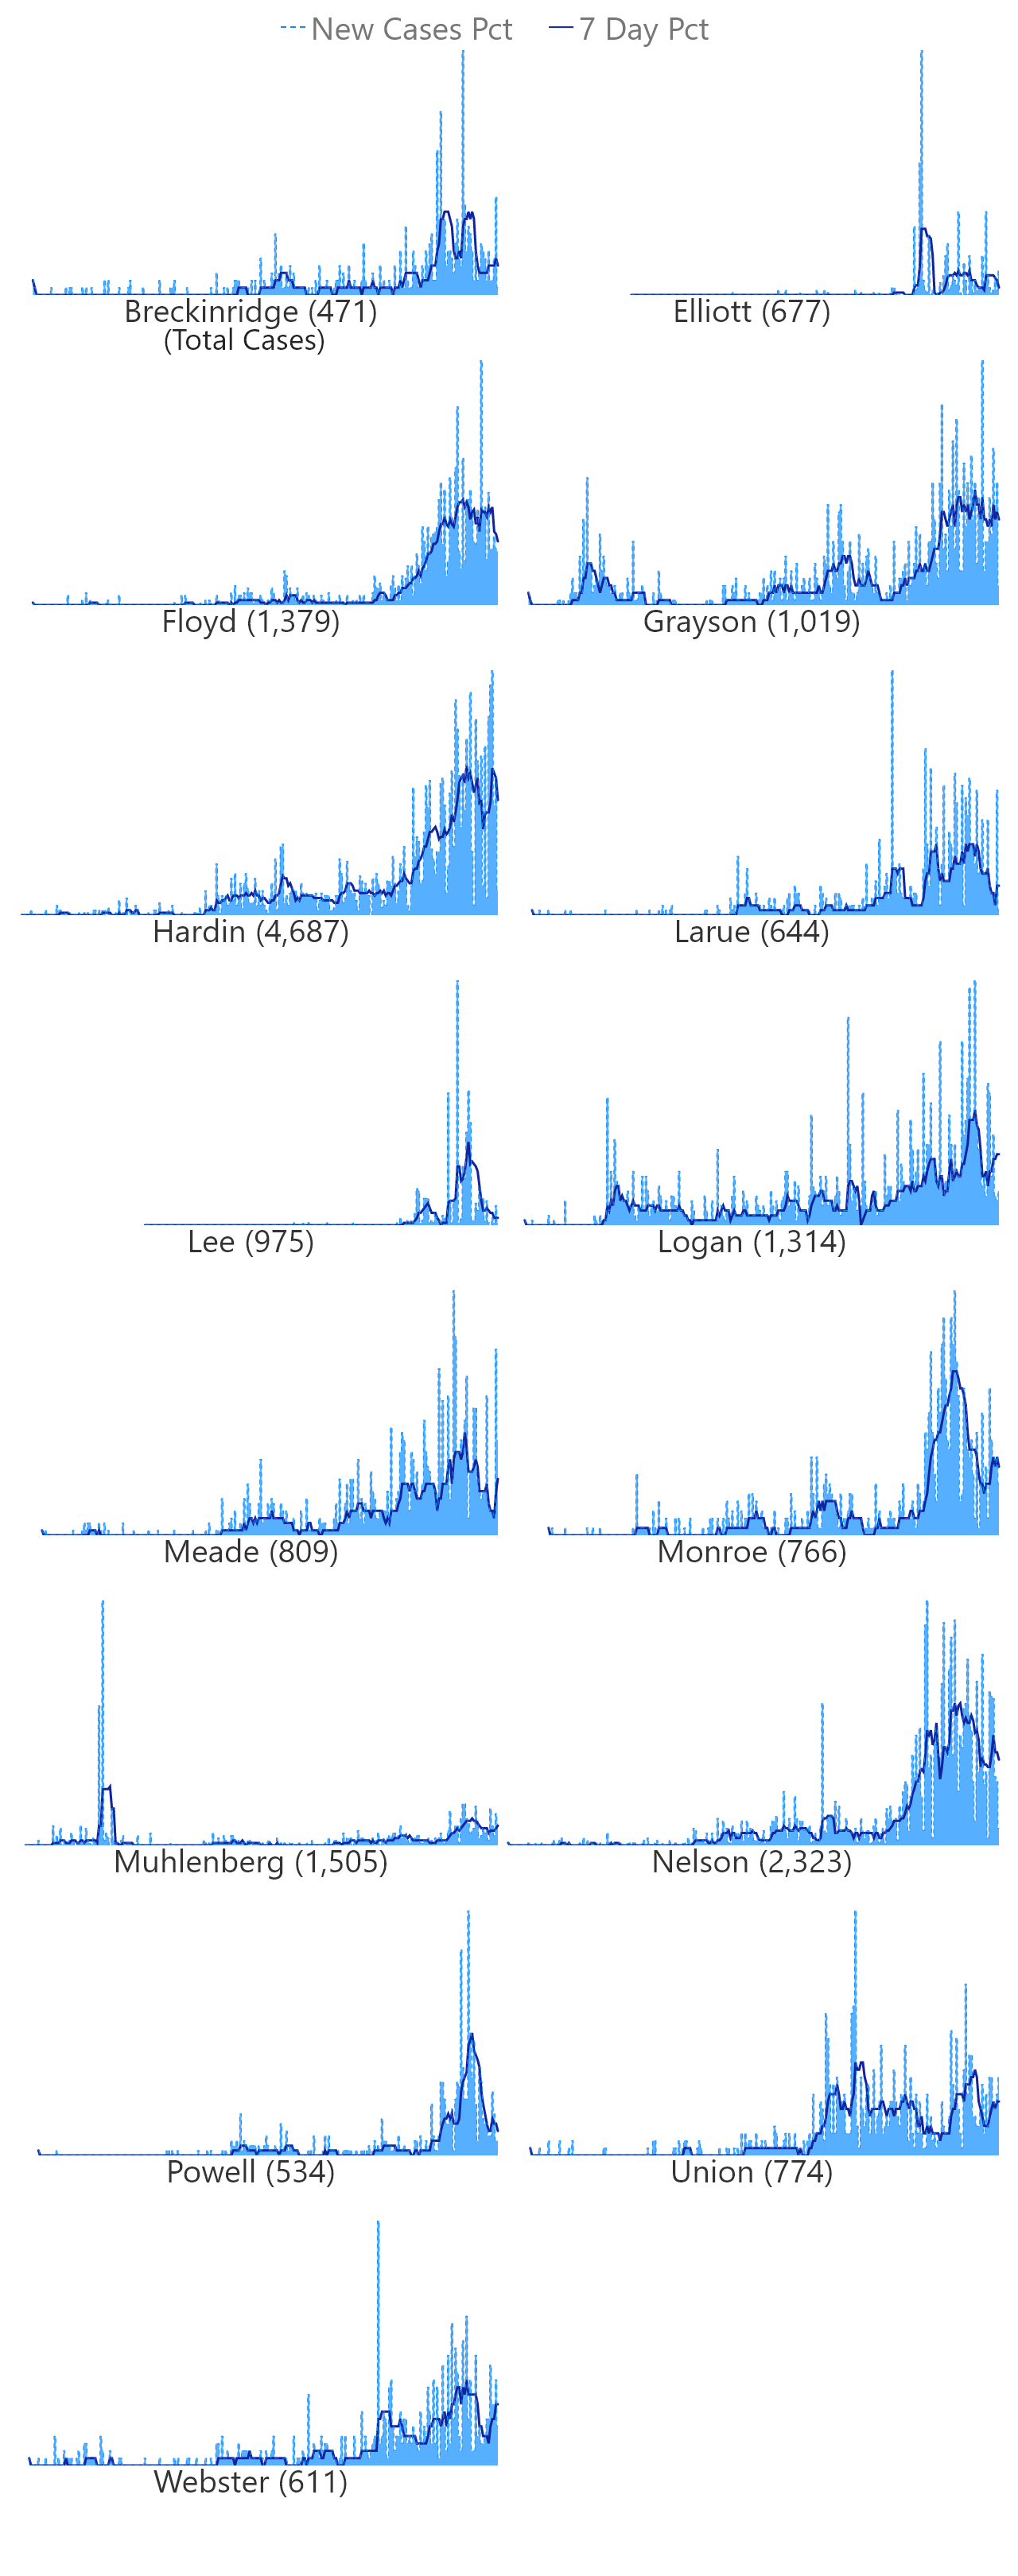 New Cases Pct 7 Day Pct
Breckinridge (471)
(Total Cases)
Elliott (677)
Floyd (1,379)
Grayson (1,019)
Hardin (4,687)
Larue (644)
Lee (975)
Logan (1,314)
Meade (809)
Monroe (766)
Muhlenberg (1,505)
Nelson (2,323)
Powell (534)
Union (774)
Webster (611)